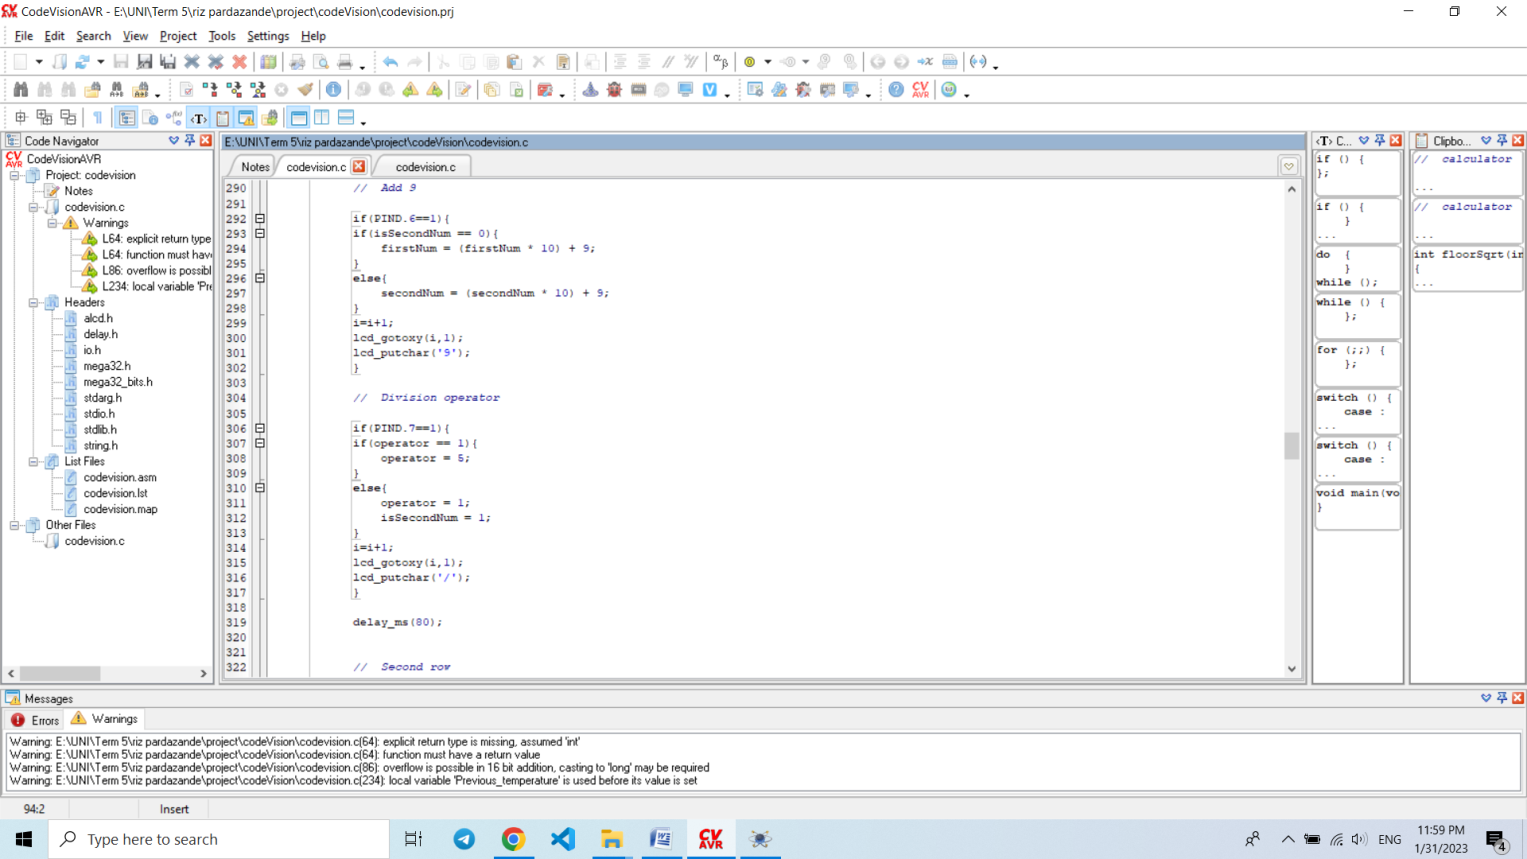 CodeVisionAVR - E:\UNI\Term 5\riz pardazande\project\codeVision\codevision.prj
File Edit Search View Project Tools Settings Help
Code Navigator
CodeVisionAVR
Project: codevision
Notes
codevision.c
Warnings
L64: explicit return type
L64: function must hav
L86: overflow is possibl
L234: local variable 'Pre
Headers
alcd.h
delay.h
io.h
mega32.h
mega32_bits.h
stdarg.h
stdio.h
stdlib.h
string.h
List Files
codevision.asm
codevision.lst
codevision.map
Other Files
codevision.c
E:\UNI\Term 5\riz pardazande\project\codeVision\codevision.c
Notes codevision.c codevision.c
290 // Add 9
291
292 if(PIND.6==1){
293 if(isSecondNum == 0){
294 firstNum = (firstNum * 10) + 9;
295 }
296 else{
297 secondNum = (secondNum * 10) + 9;
298 }
299 i=i+1;
300 lcd_gotoxy(i,1);
301 lcd_putchar('9');
302 }
303
304 // Division operator
305
306 if(PIND.7==1){
307 if(operator == 1){
308 operator = 5;
309 }
310 else{
311 operator = 1;
312 isSecondNum = 1;
313 }
314 i=i+1;
315 lcd_gotoxy(i,1);
316 lcd_putchar('/');
317 }
318
319 delay_ms(80);
320
321
322 // Second row
<T> C...
if () {
};
if () {
}
...
do {
}
while ();
while () {
};
for (;;) {
};
switch () {
case :
...
switch () {
case :
...
void main(vo
}
Clipbo...
// calculator
...
// calculator
...
int floorSqrt(in
{
...
Messages
Errors Warnings
Warning: E:\UNI\Term 5\riz pardazande\project\codeVision\codevision.c(64): explicit return type is missing, assumed 'int'
Warning: E:\UNI\Term 5\riz pardazande\project\codeVision\codevision.c(64): function must have a return value
Warning: E:\UNI\Term 5\riz pardazande\project\codeVision\codevision.c(86): overflow is possible in 16 bit addition, casting to 'long' may be required
Warning: E:\UNI\Term 5\riz pardazande\project\codeVision\codevision.c(234): local variable 'Previous_temperature' is used before its value is set
94:2 Insert
Type here to search
CV AVR
ENG
11:59 PM
1/31/2023
4